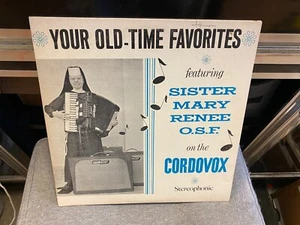 YOUR OLD-TIME FAVORITES
featuring
SISTER
MARY
RENEE
O.S.F.
on the
CORDOVOX
Stereophonic